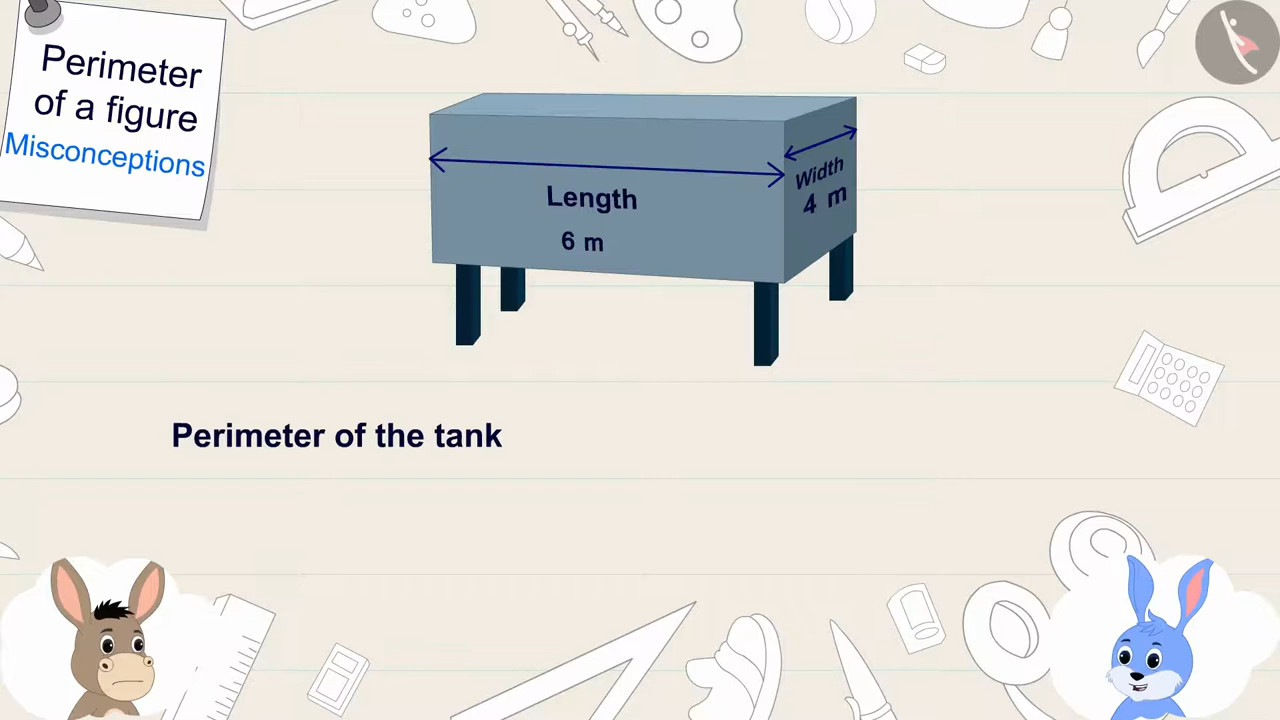 Perimeter
of a figure
Misconceptions
Length
6 m
Width
4 m
Perimeter of the tank